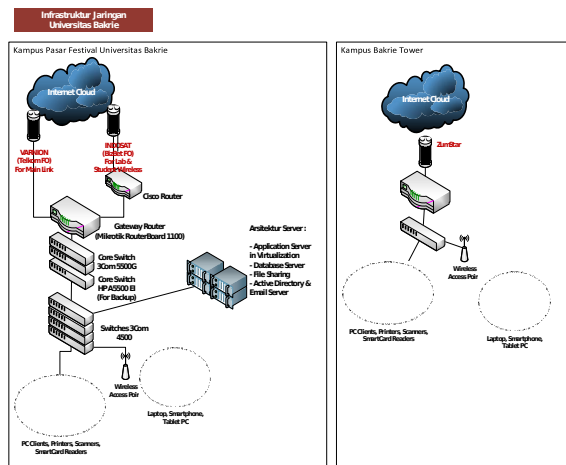 Infrastruktur Jaringan
Universitas Bakrie
Kampus Pasar Festival Universitas Bakrie
Internet Cloud
VARNION
(Telkom FO)
For Main Link
INDOSAT
(Biznet FO)
For Lab &
Student Wireless
Cisco Router
Gateway Router
(Mikrotik RouterBoard 1100)
Core Switch
3Com 5500G
Core Switch
HP A5500 EI
(For Backup)
Switches 3Com
4500
Arsitektur Server :
- Application Server
in Virtualization
- Database Server
- File Sharing
- Active Directory &
Email Server
Wireless
Access Poir
Laptop, Smartphone,
Tablet PC
PC Clients, Printers, Scanners,
SmartCard Readers
Kampus Bakrie Tower
Internet Cloud
ZumStar
Wireless
Access Poir
PC Clients, Printers, Scanners,
SmartCard Readers
Laptop, Smartphone,
Tablet PC